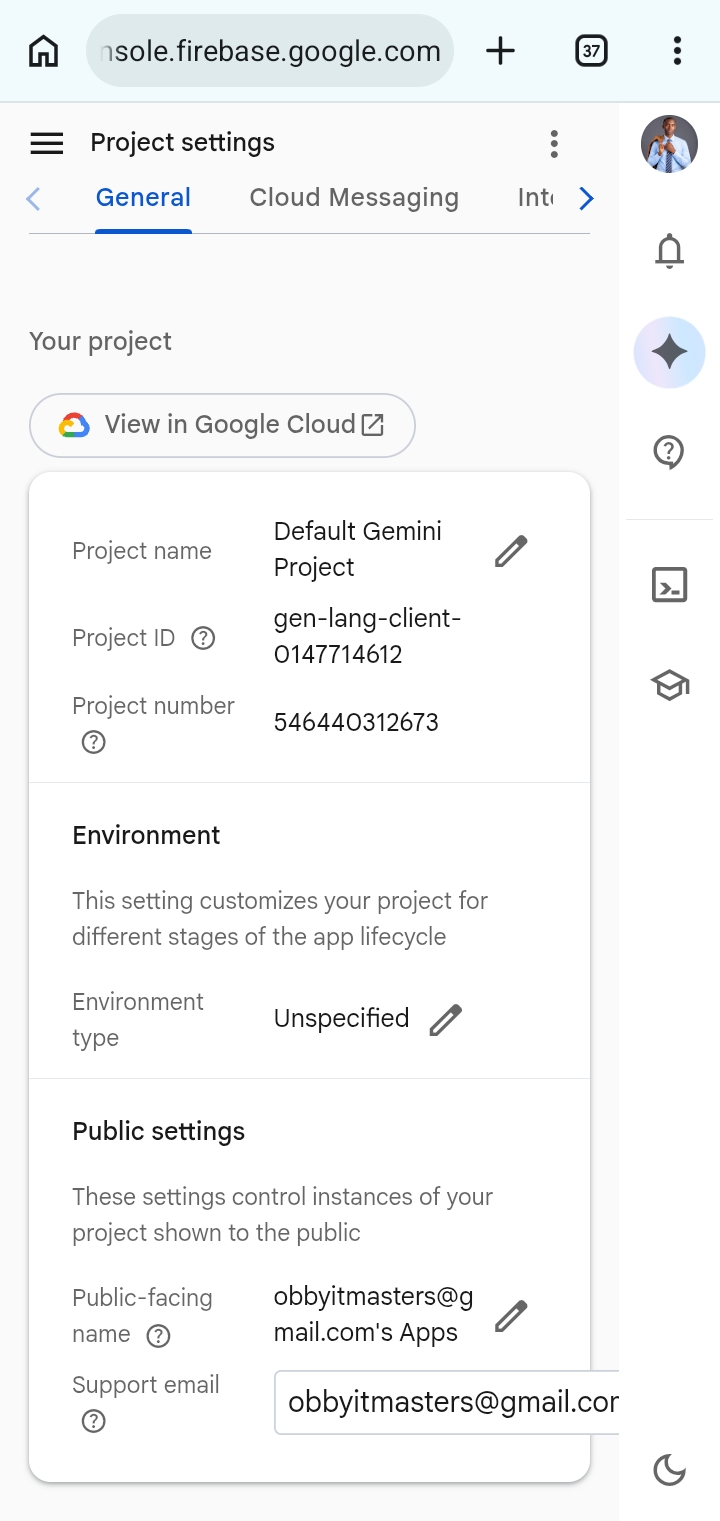 nsole.firebase.google.com
37
Project settings
General
Cloud Messaging
Inte
Your project
View in Google Cloud
Project name
Default Gemini
Project
Project ID
gen-lang-client-
0147714612
Project number
546440312673
Environment
This setting customizes your project for
different stages of the app lifecycle
Environment
type
Unspecified
Public settings
These settings control instances of your
project shown to the public
Public-facing
name
obbyitmasters@g
mail.com's Apps
Support email
obbyitmasters@gmail.com